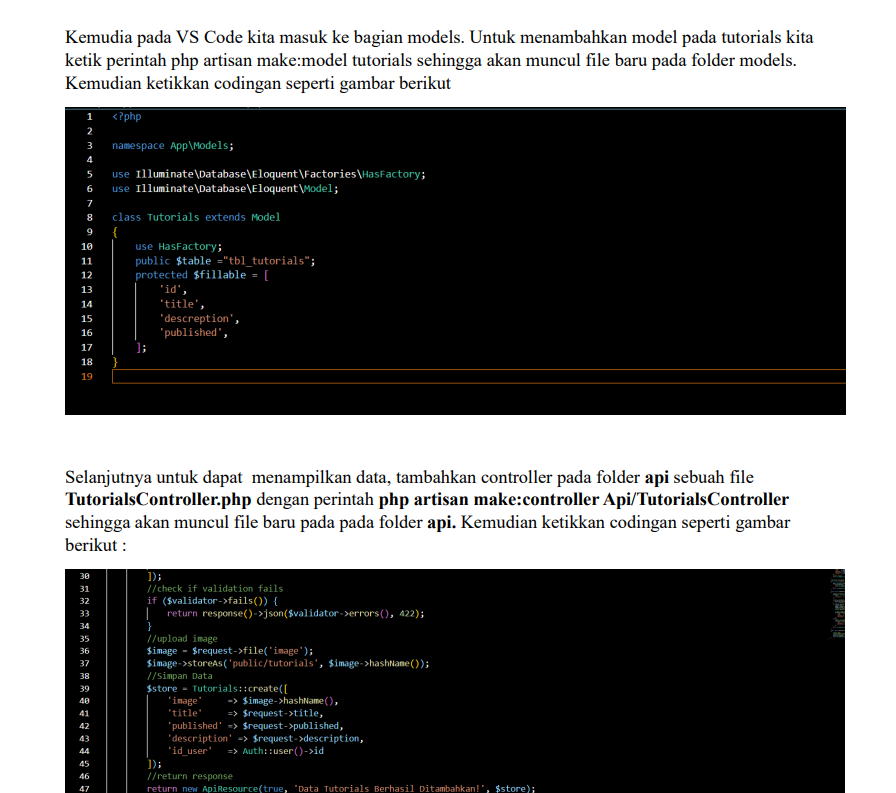 Kemudia pada VS Code kita masuk ke bagian models. Untuk menambahkan model pada tutorials kita
ketik perintah php artisan make:model tutorials sehingga akan muncul file baru pada folder models.
Kemudian ketikkan codingan seperti gambar berikut
1 <?php
2
3 namespace App\Models;
4
5 use Illuminate\Database\Eloquent\Factories\HasFactory;
6 use Illuminate\Database\Eloquent\Model;
7
8 class Tutorials extends Model
9 {
10 use HasFactory;
11 public $table ="tbl_tutorials";
12 protected $fillable = [
13 'id',
14 'title',
15 'descreption',
16 'published',
17 ];
18 }
19
Selanjutnya untuk dapat  menampilkan data, tambahkan controller pada folder api sebuah file
TutorialsController.php dengan perintah php artisan make:controller Api/TutorialsController
sehingga akan muncul file baru pada pada folder api. Kemudian ketikkan codingan seperti gambar
berikut :
30 ]);
31 //check if validation fails
32 if ($validator->fails()) {
33 return response()->json($validator->errors(), 422);
34 }
35 //upload image
36 $image = $request->file('image');
37 $image->storeAs('public/tutorials', $image->hashName());
38 //Simpan Data
39 $store = Tutorials::create([
40 'image' => $image->hashName(),
41 'title' => $request->title,
42 'published' => $request->published,
43 'description' => $request->description,
44 'id_user' => Auth::user()->id
45 ]);
46 //return response
47 return new ApiResource(true, 'Data Tutorials Berhasil Ditambahkan!', $store);